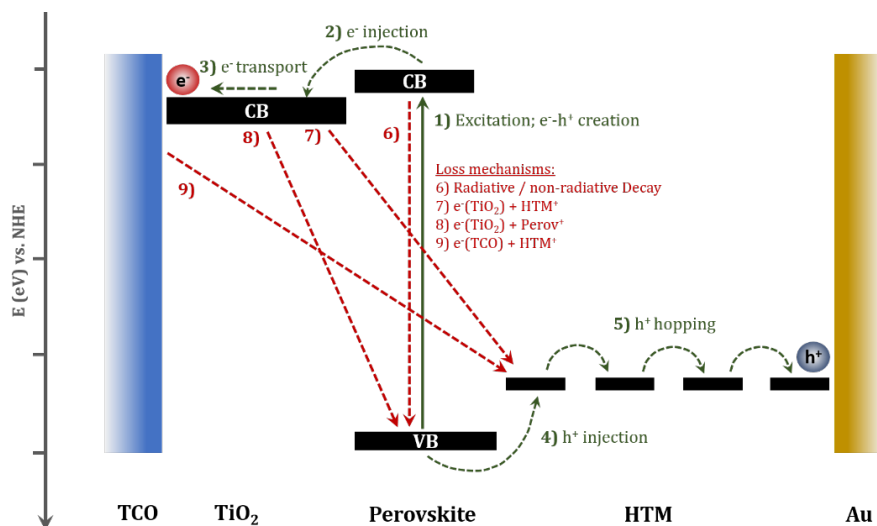 2) e⁻ injection
3) e⁻ transport
e⁻
CB
CB
1) Excitation; e⁻-h⁺ creation
8)
7)
6)
9)
Loss mechanisms:
6) Radiative / non-radiative Decay
7) e⁻(TiO₂) + HTM⁺
8) e⁻(TiO₂) + Perov⁺
9) e⁻(TCO) + HTM⁺
E (eV) vs. NHE
5) h⁺ hopping
h⁺
VB
4) h⁺ injection
TCO
TiO₂
Perovskite
HTM
Au